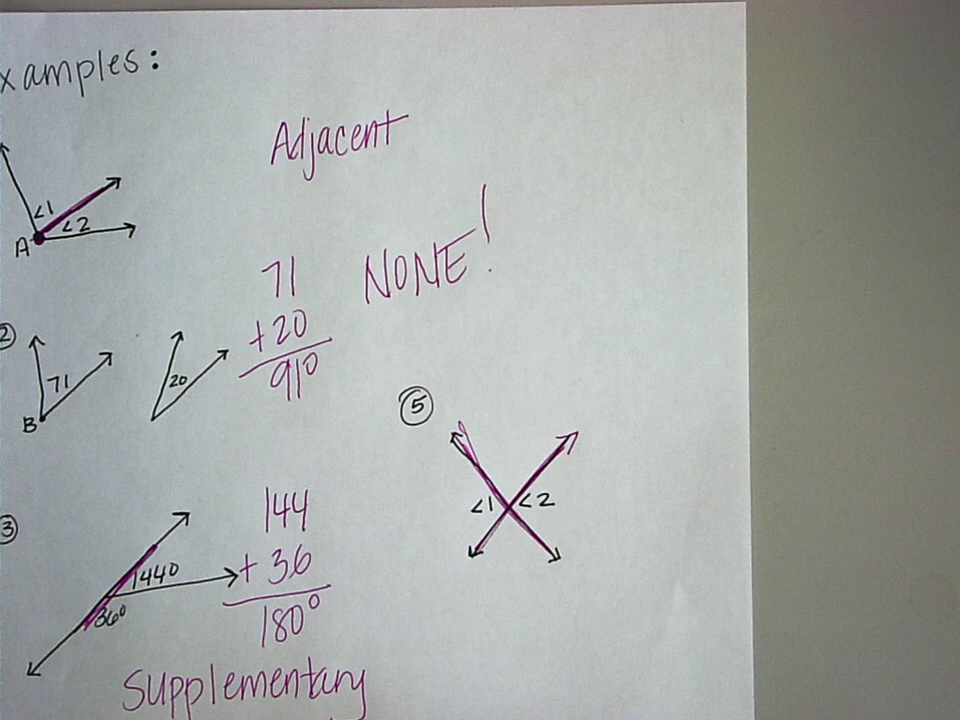 xamples:
Adjacent
<1
<2
A
71
+20
91°
NONE!
2
71
B
20
3
144°
36°
144
+36
180°
Supplementary
5
<1 <2